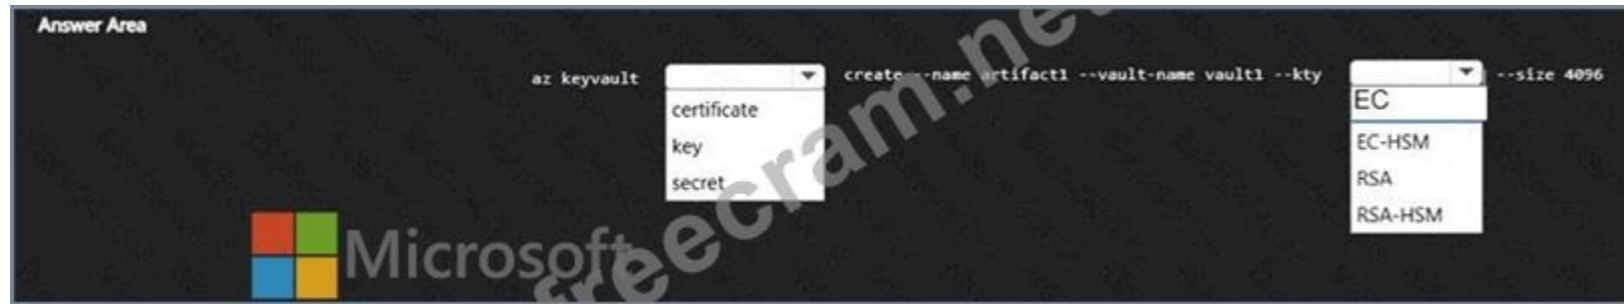 Answer Area
az keyvault create --name artifact1 --vault-name vault1 --kty --size 4096
certificate
key
secret
EC
EC-HSM
RSA
RSA-HSM
Microsoft
freecram.net